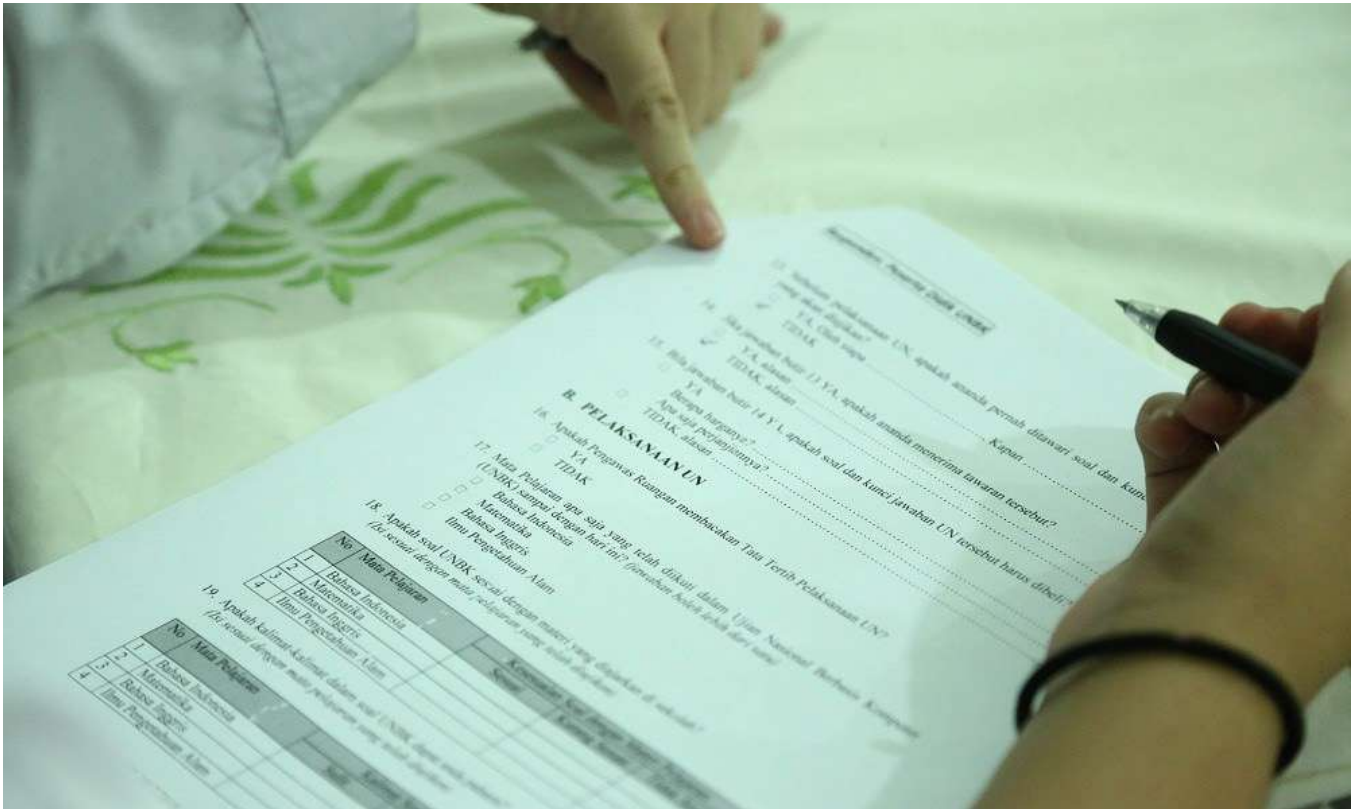 Responden: Peserta Didik UNBK
13. Sebelum pelaksanaan UN, apakah ananda pernah ditawari soal dan kunc
yang akan diujikan?
YA, Oleh siapa .......... Kapan ..........
✓ TIDAK
14. Jika jawaban butir 13 YA, apakah ananda menerima tawaran tersebut?
YA, alasan ..........
✓ TIDAK, alasan ..........
15. Bila jawaban butir 14 YA, apakah soal dan kunci jawaban UN tersebut harus dibeli?
YA
Berapa harganya? ..........
Apa saja perjanjiannya? ..........
TIDAK, alasan ..........
B. PELAKSANAAN UN
16. Apakah Pengawas Ruangan membacakan Tata Tertib Pelaksanaan UN?
YA
TIDAK
17. Mata Pelajaran apa saja yang telah diikuti dalam Ujian Nasional Berbasis Komputer
(UNBK) sampai dengan hari ini? (jawaban boleh lebih dari satu)
Bahasa Indonesia
Matematika
Bahasa Inggris
Ilmu Pengetahuan Alam
18. Apakah soal UNBK sesuai dengan materi yang diajarkan di sekolah?
(Isi sesuai dengan mata pelajaran yang telah diujikan)
No Mata Pelajaran Kesesuaian Soal dengan
Sesuai Kurang Sesuai Tidak
1 Bahasa Indonesia
2 Matematika
3 Bahasa Inggris
4 Ilmu Pengetahuan Alam
19. Apakah kalimat-kalimat dalam soal UNBK
(Isi sesuai dengan mata pelajaran yang telah diujikan)
No Mata Pelajaran
1 Bahasa Indonesia
2 Matematika
3 Bahasa Inggris
4 Ilmu Pengetahuan Alam